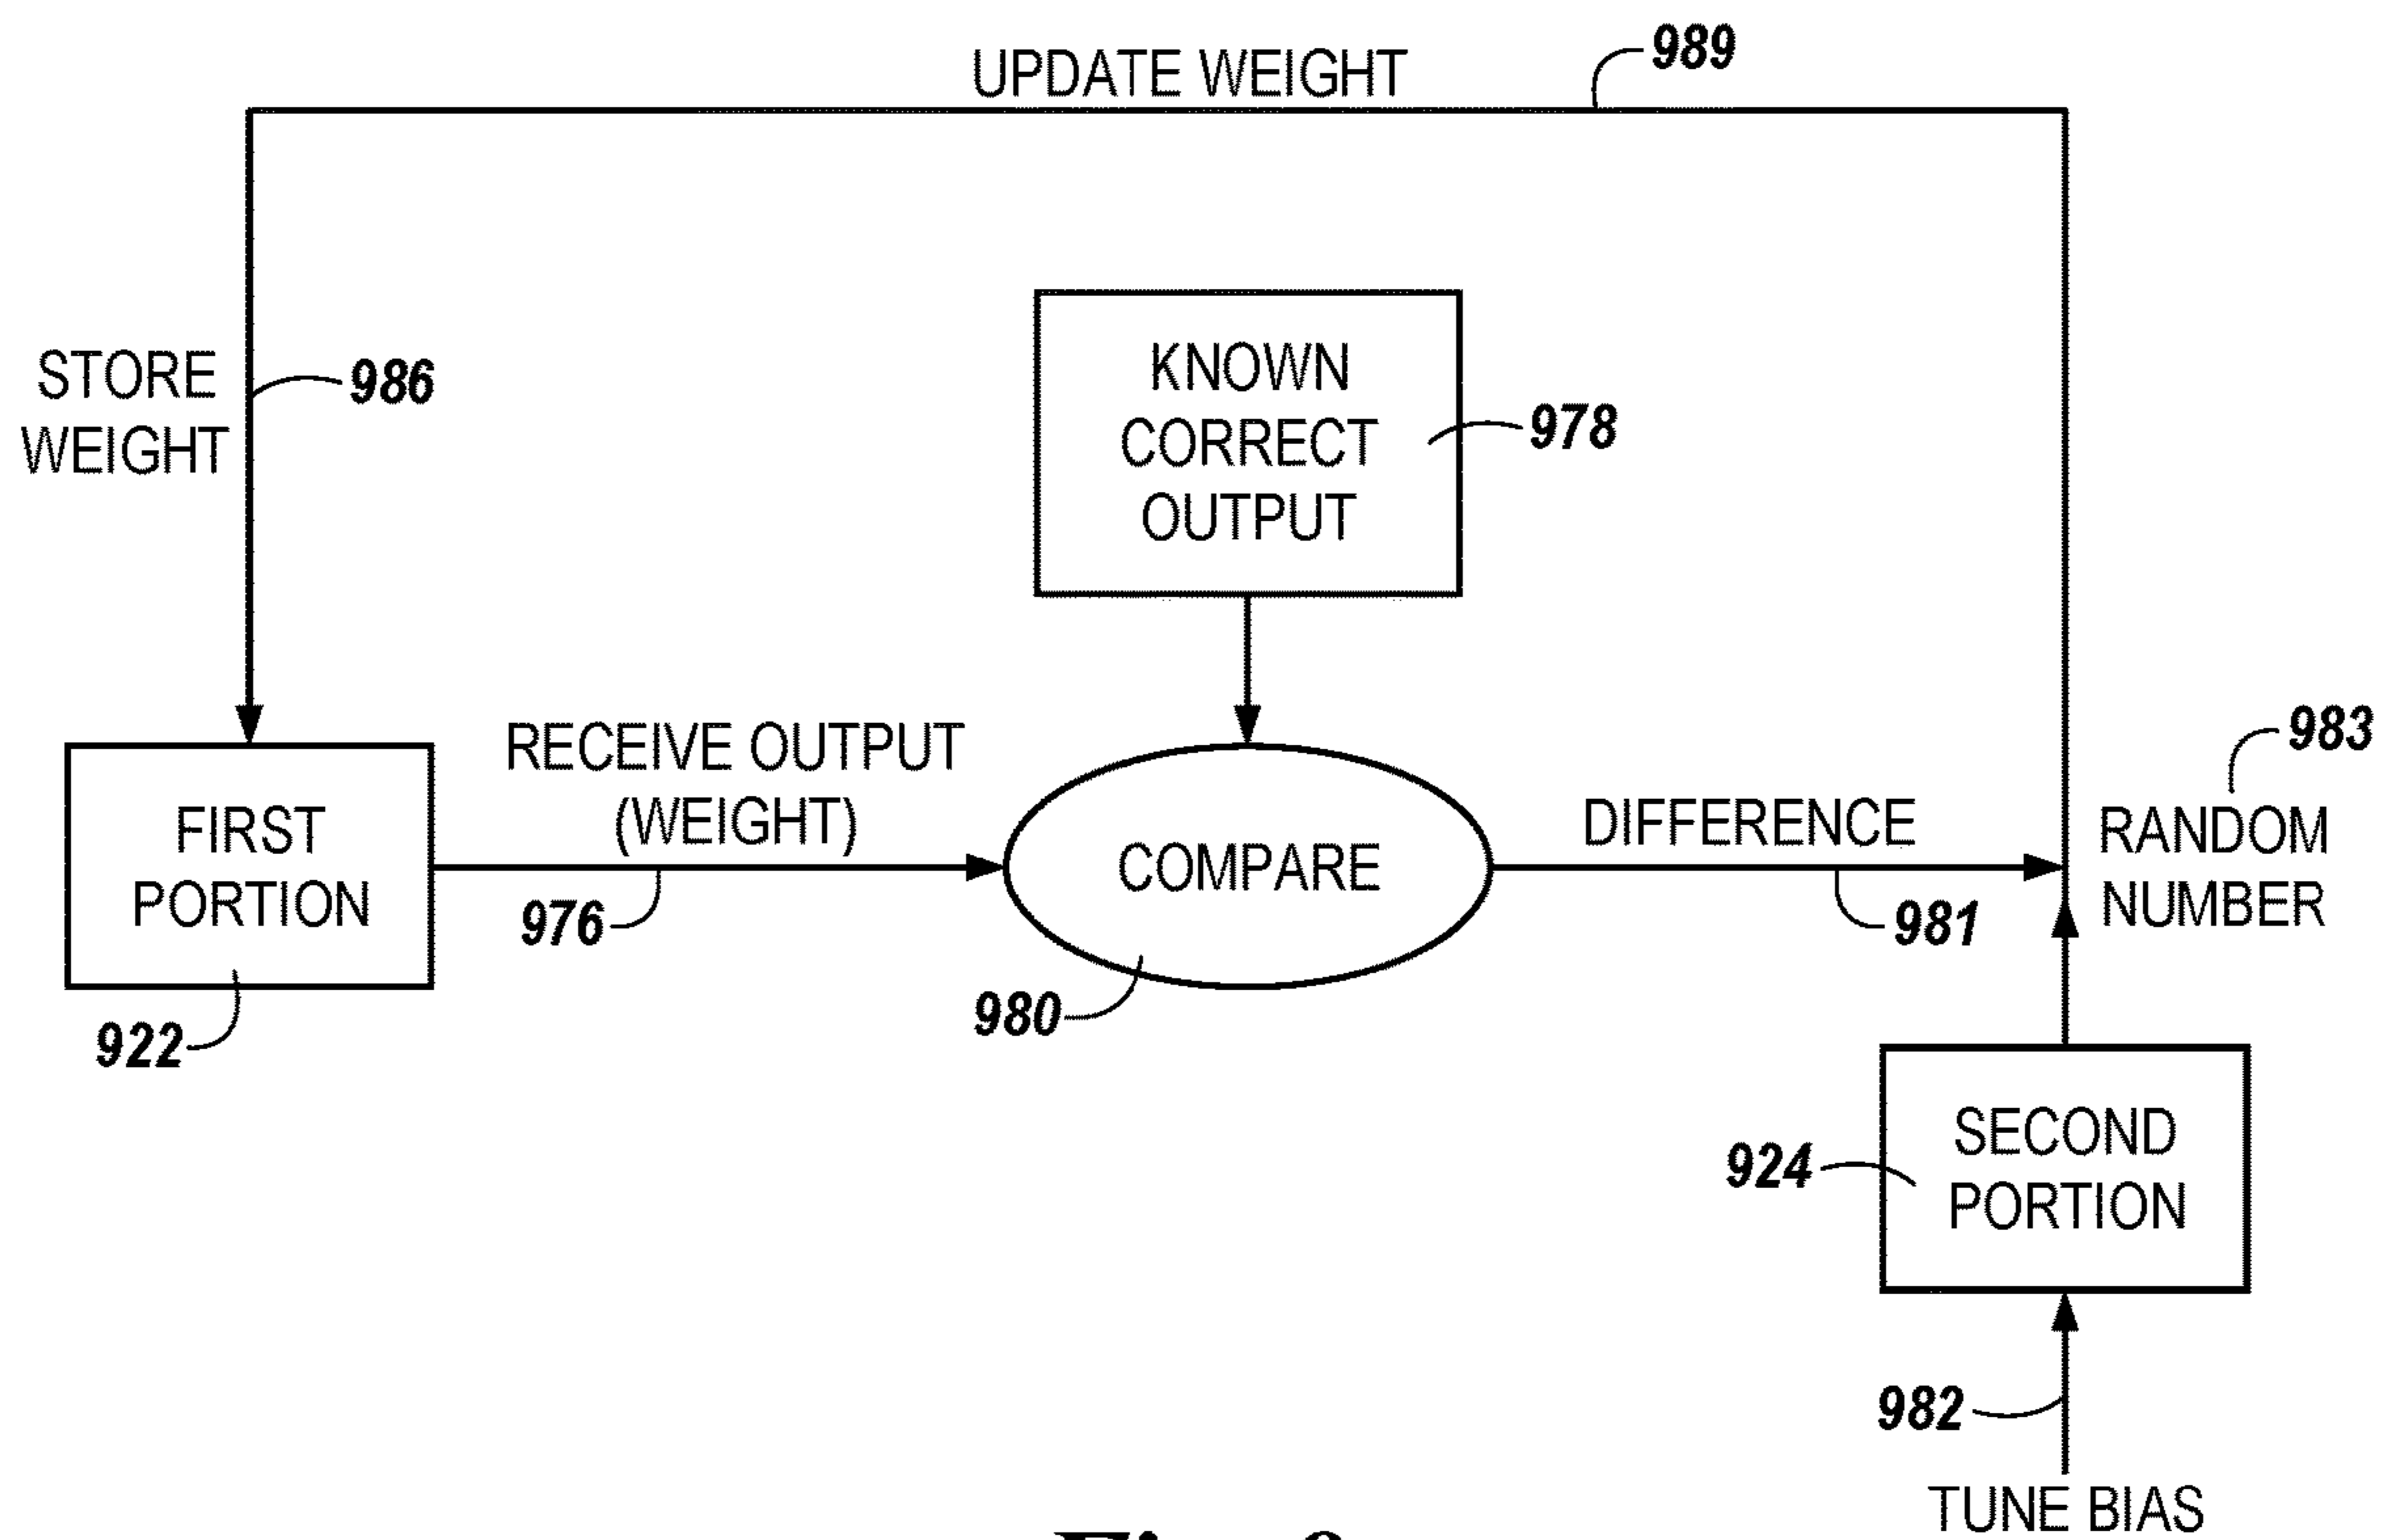 UPDATE WEIGHT
989
STORE
WEIGHT
986
KNOWN
CORRECT
OUTPUT
978
FIRST
PORTION
922
RECEIVE OUTPUT
(WEIGHT)
976
COMPARE
980
DIFFERENCE
981
983
RANDOM
NUMBER
SECOND
PORTION
924
982
TUNE BIAS